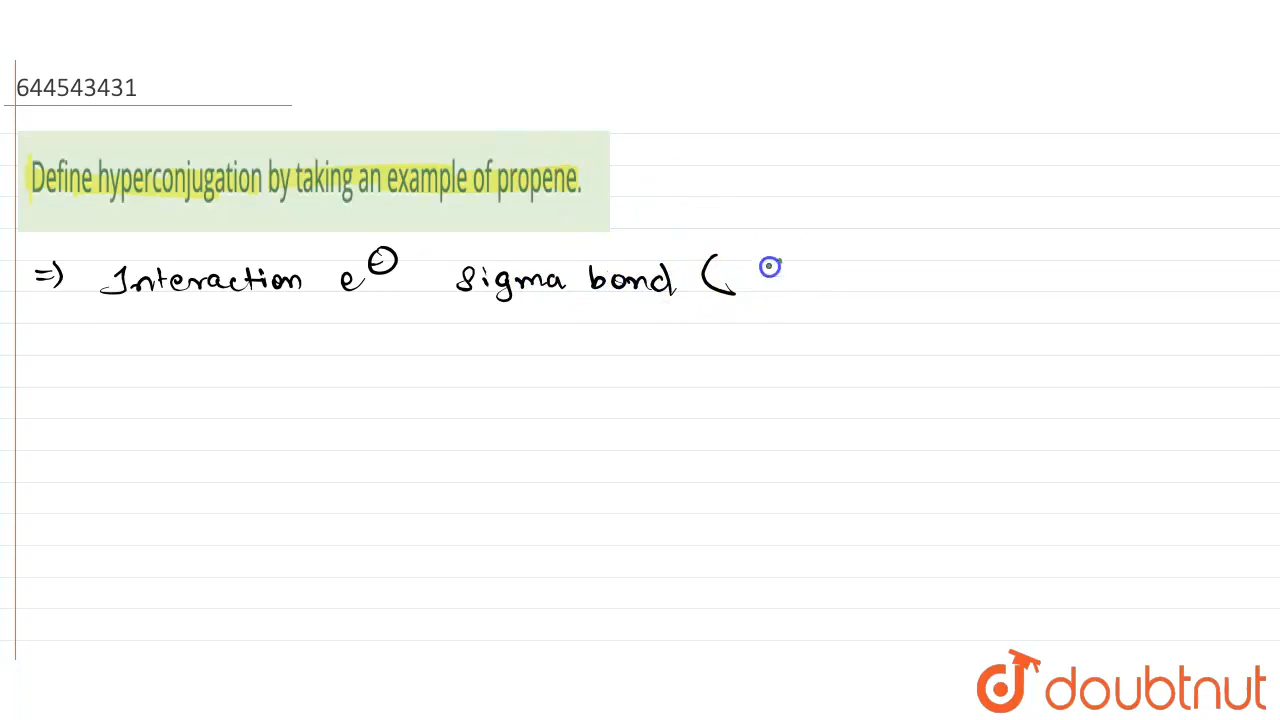 644543431
Define hyperconjugation by taking an example of propene.
=) Interaction e⊖ Sigma bond (
doubtnut